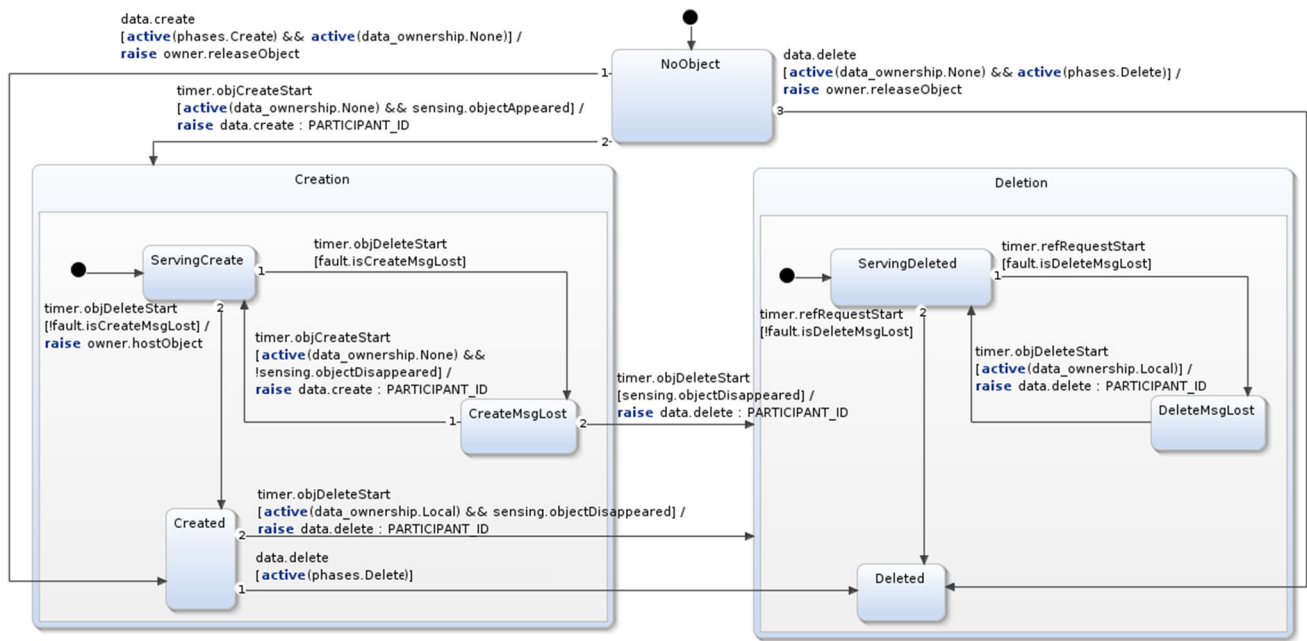 data.create
[active(phases.Create) && active(data_ownership.None)] /
raise owner.releaseObject
NoObject
1
2
3
data.delete
[active(data_ownership.None) && active(phases.Delete)] /
raise owner.releaseObject
timer.objCreateStart
[active(data_ownership.None) && sensing.objectAppeared] /
raise data.create : PARTICIPANT_ID
Creation
ServingCreate
1
2
timer.objDeleteStart
[fault.isCreateMsgLost]
timer.objDeleteStart
[!fault.isCreateMsgLost] /
raise owner.hostObject
timer.objCreateStart
[active(data_ownership.None) &&
!sensing.objectDisappeared] /
raise data.create : PARTICIPANT_ID
CreateMsgLost
1
2
timer.objDeleteStart
[sensing.objectDisappeared] /
raise data.delete : PARTICIPANT_ID
Created
2
1
timer.objDeleteStart
[active(data_ownership.Local) && sensing.objectDisappeared] /
raise data.delete : PARTICIPANT_ID
data.delete
[active(phases.Delete)]
Deletion
ServingDeleted
1
2
timer.refRequestStart
[fault.isDeleteMsgLost]
timer.refRequestStart
[!fault.isDeleteMsgLost]
timer.objDeleteStart
[active(data_ownership.Local)] /
raise data.delete : PARTICIPANT_ID
DeleteMsgLost
Deleted